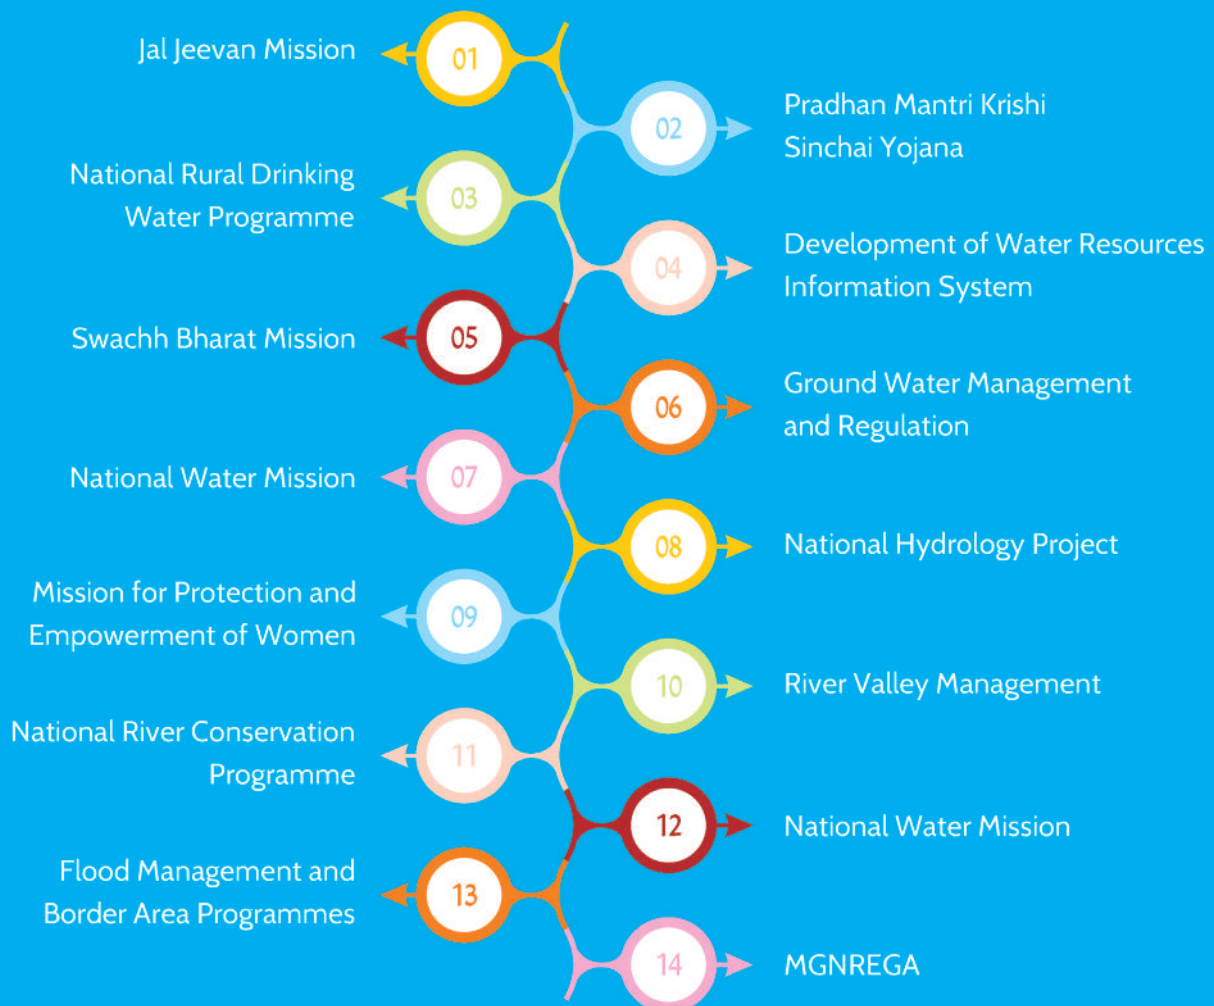 01
Jal Jeevan Mission
02
Pradhan Mantri Krishi
Sinchai Yojana
03
National Rural Drinking
Water Programme
04
Development of Water Resources
Information System
05
Swachh Bharat Mission
06
Ground Water Management
and Regulation
07
National Water Mission
08
National Hydrology Project
09
Mission for Protection and
Empowerment of Women
10
River Valley Management
11
National River Conservation
Programme
12
National Water Mission
13
Flood Management and
Border Area Programmes
14
MGNREGA